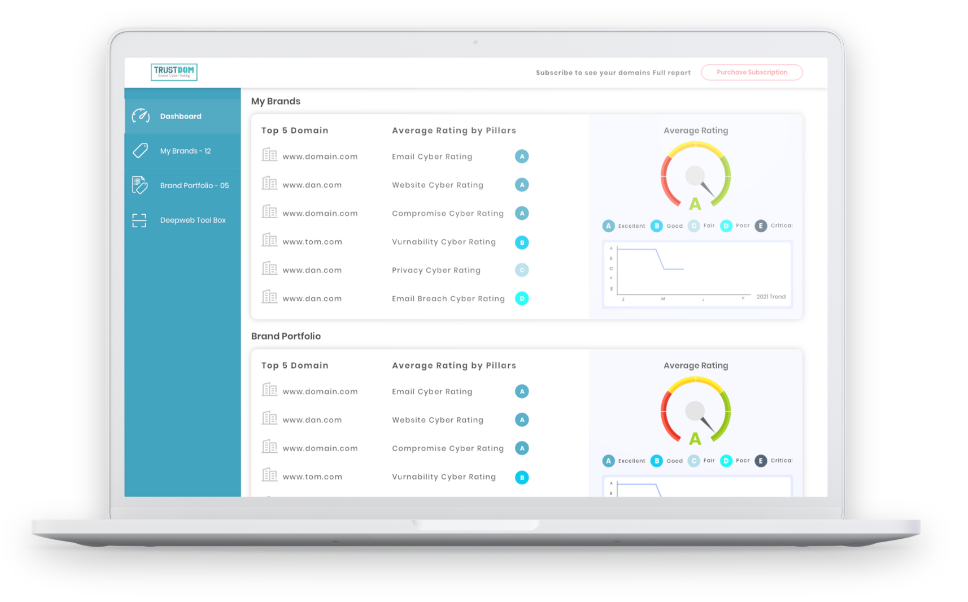 TRUSTDOM
Subscribe to see your domains Full report
Purchase Subscription
Dashboard
My Brands - 12
Brand Portfolio - 05
Deepweb Tool Box
My Brands
Top 5 Domain
Average Rating by Pillars
www.domain.com
Email Cyber Rating
A
www.dan.com
Website Cyber Rating
A
www.domain.com
Compromise Cyber Rating
A
www.tom.com
Vurnability Cyber Rating
B
www.dan.com
Privacy Cyber Rating
C
www.dan.com
Email Breach Cyber Rating
D
Average Rating
A
A Excellent B Good C Fair D Poor E Critical
2021 Trend
Brand Portfolio
Top 5 Domain
Average Rating by Pillars
www.domain.com
Email Cyber Rating
A
www.dan.com
Website Cyber Rating
A
www.domain.com
Compromise Cyber Rating
A
www.tom.com
Vurnability Cyber Rating
B
Average Rating
A
A Excellent B Good C Fair D Poor E Critical